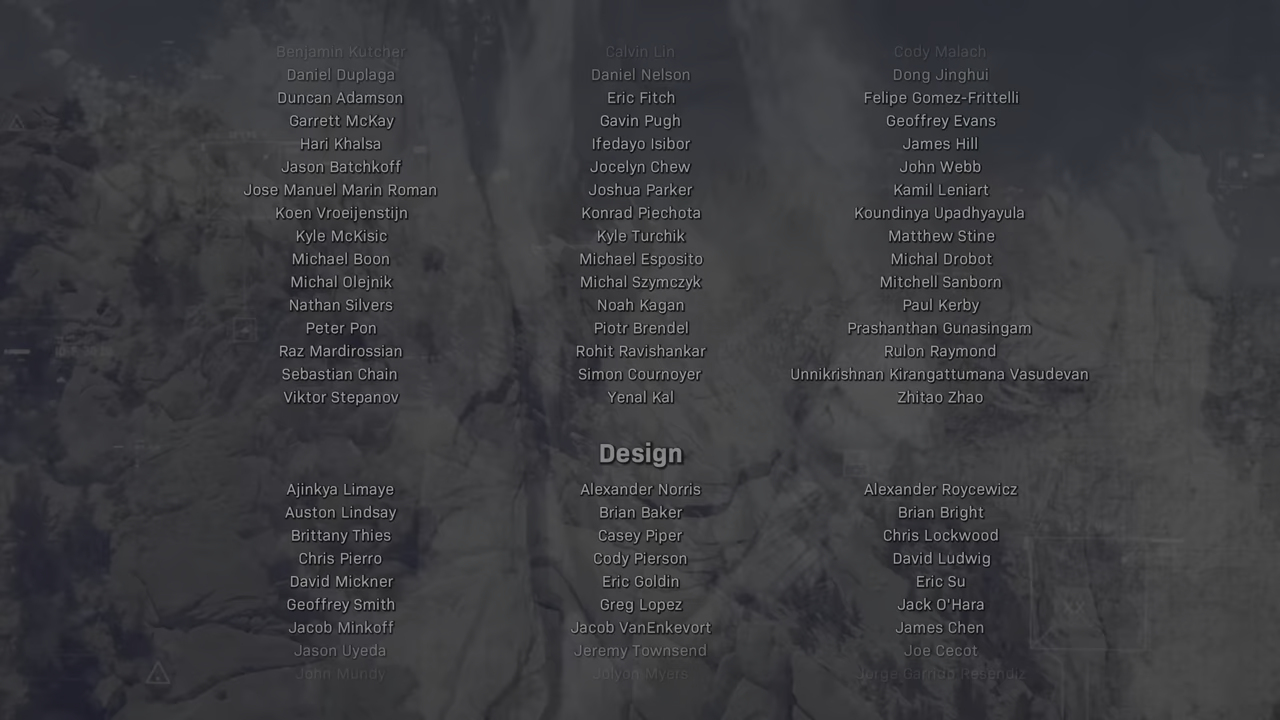 Benjamin Kutcher Calvin Lin Cody Malach
Daniel Duplaga Daniel Nelson Dong Jinghui
Duncan Adamson Eric Fitch Felipe Gomez-Frittelli
Garrett McKay Gavin Pugh Geoffrey Evans
Hari Khalsa Ifedayo Isibor James Hill
Jason Batchkoff Jocelyn Chew John Webb
Jose Manuel Marin Roman Joshua Parker Kamil Leniart
Koen Vroeijenstijn Konrad Piechota Koundinya Upadhyayula
Kyle McKisic Kyle Turchik Matthew Stine
Michael Boon Michael Esposito Michal Drobot
Michal Olejnik Michal Szymczyk Mitchell Sanborn
Nathan Silvers Noah Kagan Paul Kerby
Peter Pon Piotr Brendel Prashanthan Gunasingam
Raz Mardirossian Rohit Ravishankar Rulon Raymond
Sebastian Chain Simon Cournoyer Unnikrishnan Kirangattumana Vasudevan
Viktor Stepanov Yenal Kal Zhitao Zhao
Design
Ajinkya Limaye Alexander Norris Alexander Roycewicz
Auston Lindsay Brian Baker Brian Bright
Brittany Thies Casey Piper Chris Lockwood
Chris Pierro Cody Pierson David Ludwig
David Mickner Eric Goldin Eric Su
Geoffrey Smith Greg Lopez Jack O'Hara
Jacob Minkoff Jacob VanEnkevort James Chen
Jason Uyeda Jeremy Townsend Joe Cecot
John Mundy Julyon Myers Jorge Garrido Resendiz